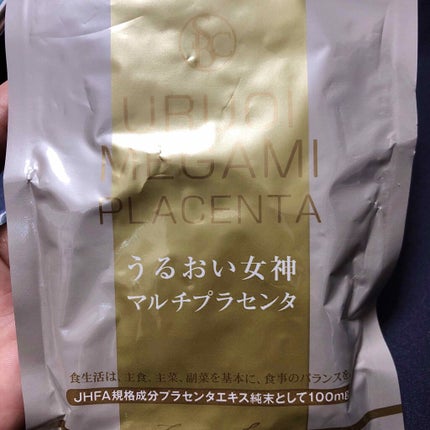 URUOI
MEGAMI
PLACENTA
うるおい女神
マルチプラセンタ
食生活は、主食、主菜、副菜を基本に、食事のバランスを
JHFA規格成分プラセンタエキス純末として100mg